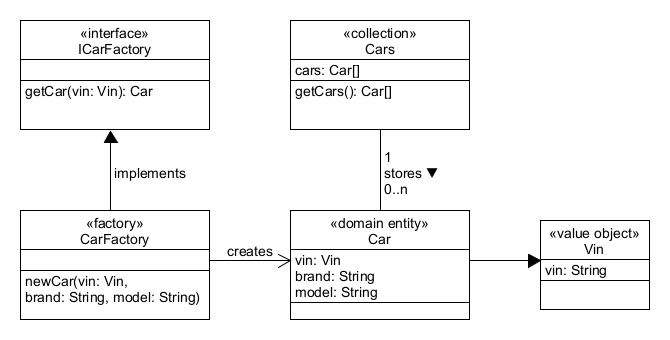 «interface»
ICarFactory
getCar(vin: Vin): Car
«collection»
Cars
cars: Car[]
getCars(): Car[]
implements
1
stores ▼
0..n
«factory»
CarFactory
newCar(vin: Vin,
brand: String, model: String)
creates
«domain entity»
Car
vin: Vin
brand: String
model: String
«value object»
Vin
vin: String